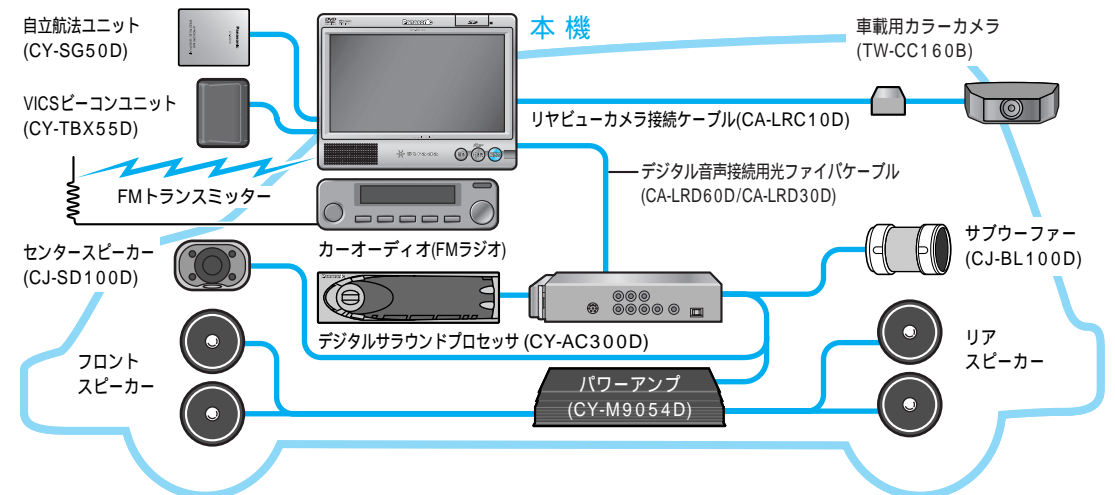 自立航法ユニット
(CY-SG50D)
VICSビーコンユニット
(CY-TBX55D)
FMトランスミッター
Panasonic
本機
車載用カラーカメラ
(TW-CC160B)
リヤビューカメラ接続ケーブル(CA-LRC10D)
デジタル音声接続用光ファイバケーブル
(CA-LRD60D/CA-LRD30D)
カーオーディオ(FMラジオ)
センタースピーカー
(CJ-SD100D)
サブウーファー
(CJ-BL100D)
デジタルサラウンドプロセッサ (CY-AC300D)
フロント
スピーカー
パワーアンプ
(CY-M9054D)
リア
スピーカー